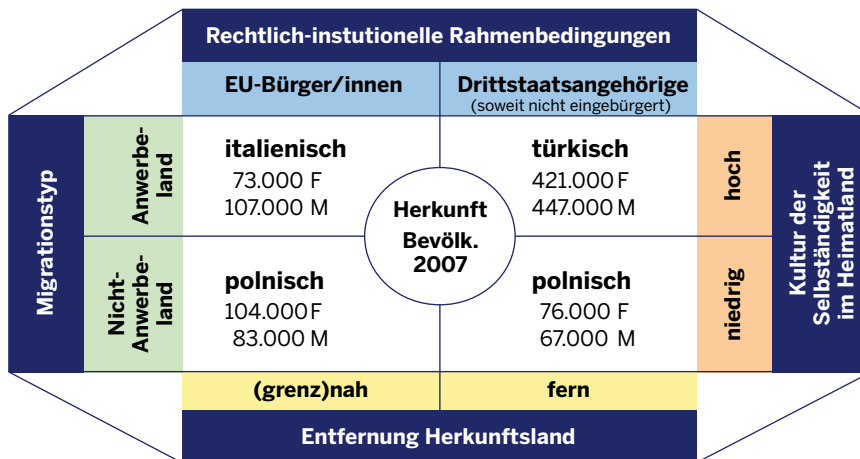 Rechtlich-instutionelle Rahmenbedingungen
EU-Bürger/innen
Drittstaatsangehörige
(soweit nicht eingebürgert)
Migrationstyp
Anwerbe-
land
italienisch
73.000 F
107.000 M
türkisch
421.000 F
447.000 M
hoch
Kultur der
Selbständigkeit
im Heimatland
Herkunft
Bevölk.
2007
Nicht-
Anwerbe-
land
polnisch
104.000 F
83.000 M
polnisch
76.000 F
67.000 M
niedrig
(grenz)nah
fern
Entfernung Herkunftsland